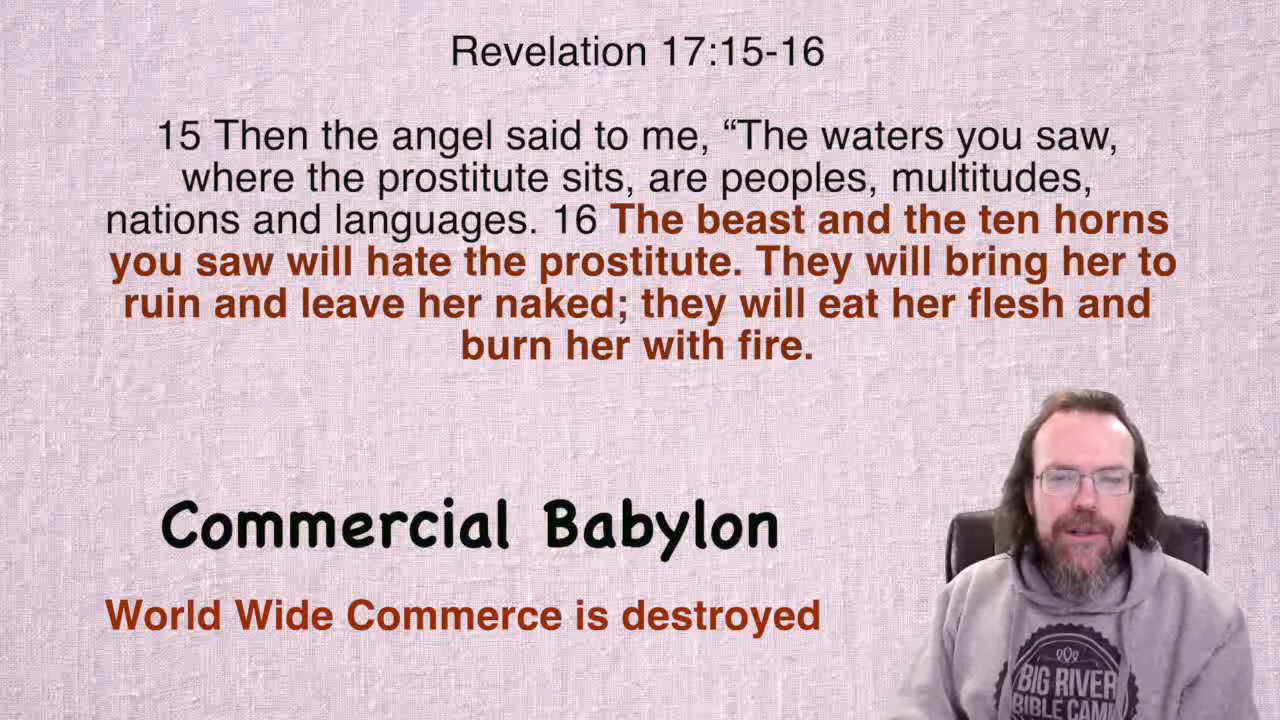 Revelation 17:15-16
15 Then the angel said to me, “The waters you saw,
where the prostitute sits, are peoples, multitudes,
nations and languages. 16 The beast and the ten horns
you saw will hate the prostitute. They will bring her to
ruin and leave her naked; they will eat her flesh and
burn her with fire.
Commercial Babylon
World Wide Commerce is destroyed
BIG RIVER
BIBLE CAMP